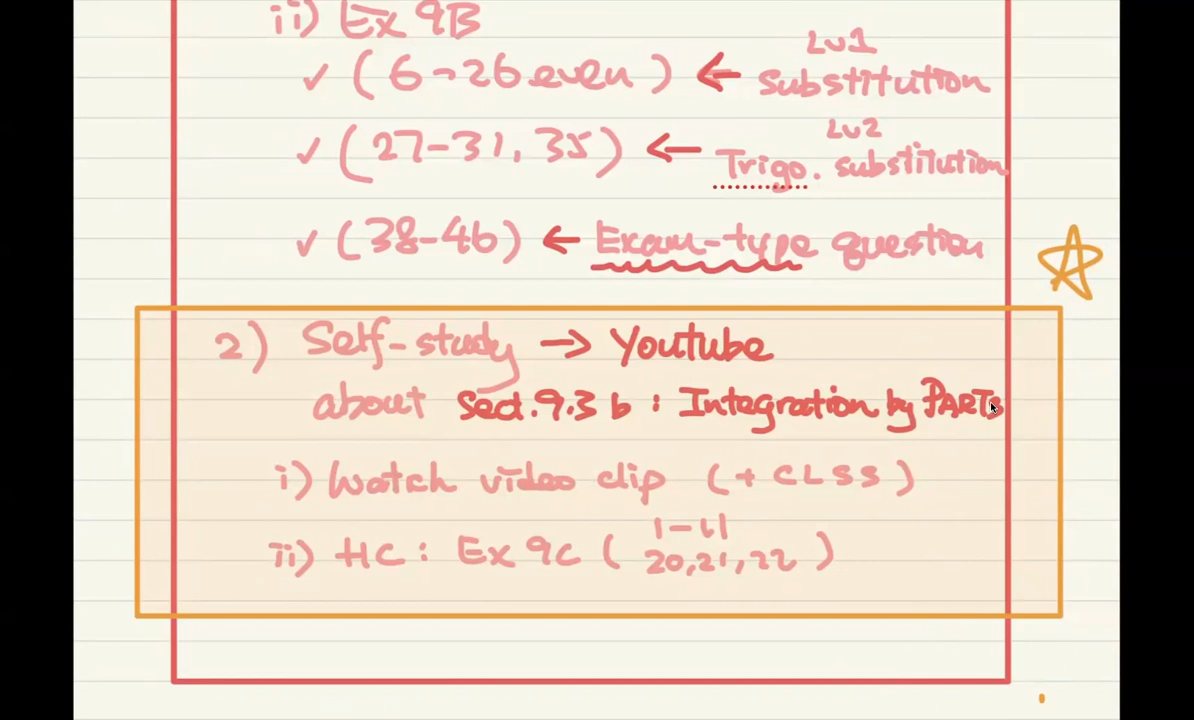 ii) Ex 9B
✓ (6→26 even) ← Lv1 Substitution
✓ (27-31, 35) ← Lv2 Trigo. substitution
✓ (38-46) ← Exam-type question
2) Self-study → Youtube
about Sect.9.3 b : Integration by PARTs
i) Watch video clip (+ CLSS)
ii) HC : Ex 9C ( 1-11
20,21,22 )